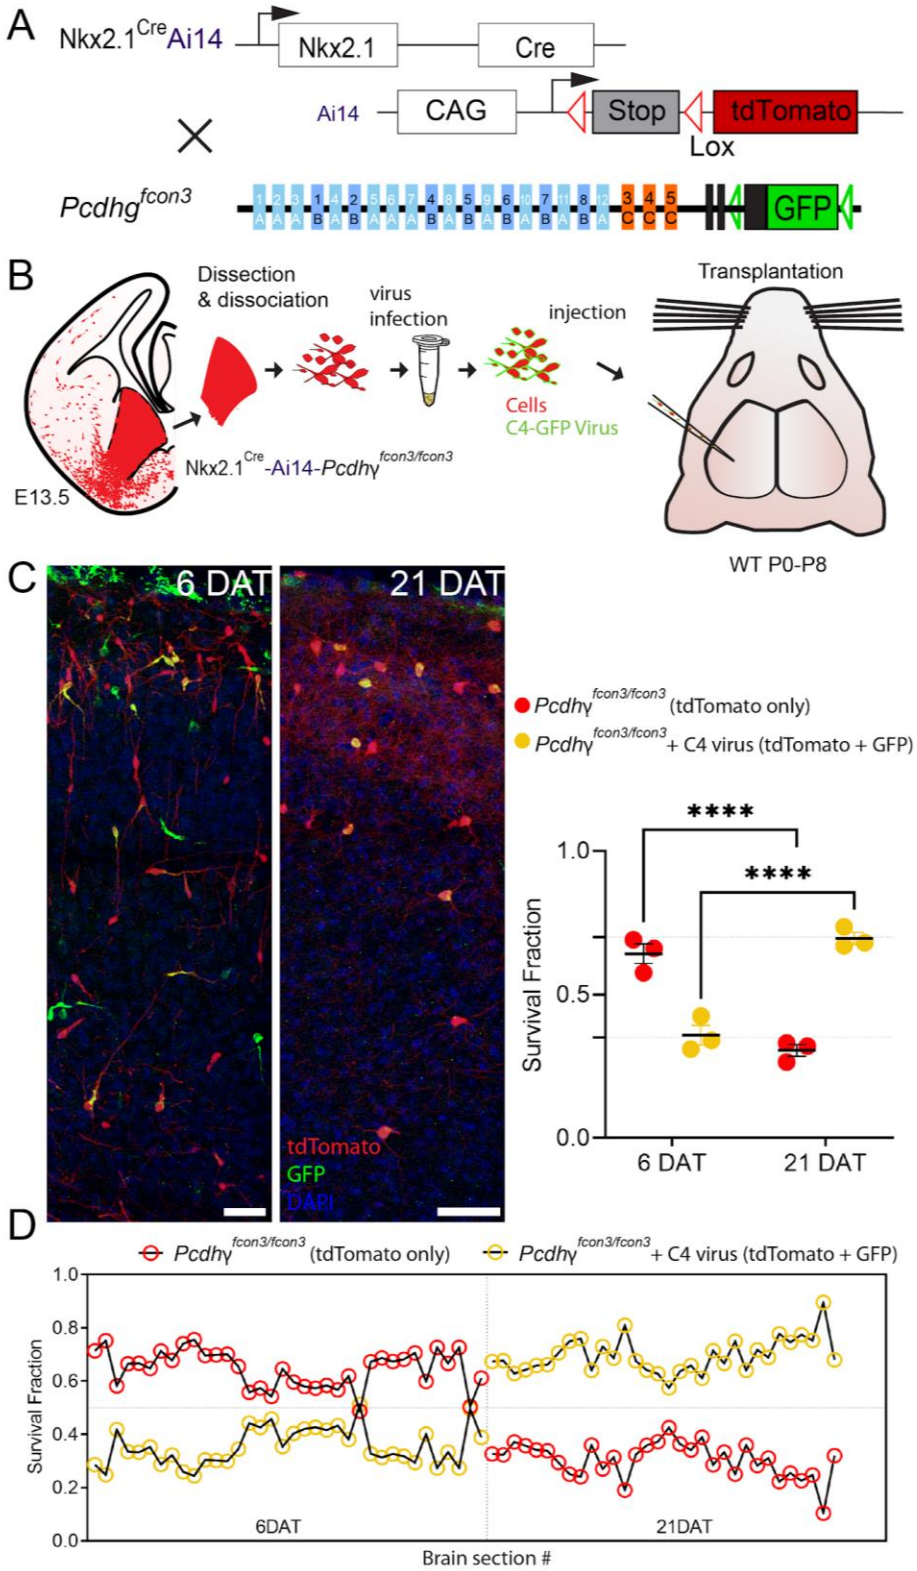 A
Nkx2.1CreAi14
Nkx2.1
Cre
Ai14
CAG
Stop
tdTomato
Lox
Pcdhgfcon3
1 2 3 1 4 2 5 6 7 4 8 5 9 6 10 7 11 8 12 3 4 5
A A A B A B A A A B A B A B A B A B A C C C
GFP
B
Dissection
& dissociation
virus
infection
injection
Transplantation
Cells
C4-GFP Virus
Nkx2.1Cre-Ai14-Pcdhγfcon3/fcon3
E13.5
WT P0-P8
C
6 DAT
21 DAT
tdTomato
GFP
DAPI
Pcdhγfcon3/fcon3 (tdTomato only)
Pcdhγfcon3/fcon3 + C4 virus (tdTomato + GFP)
****
****
1.0
0.5
0.0
Survival Fraction
6 DAT
21 DAT
D
Pcdhγfcon3/fcon3 (tdTomato only)
Pcdhγfcon3/fcon3 + C4 virus (tdTomato + GFP)
1.0
0.8
0.6
0.4
0.2
0.0
Survival Fraction
6DAT
21DAT
Brain section #